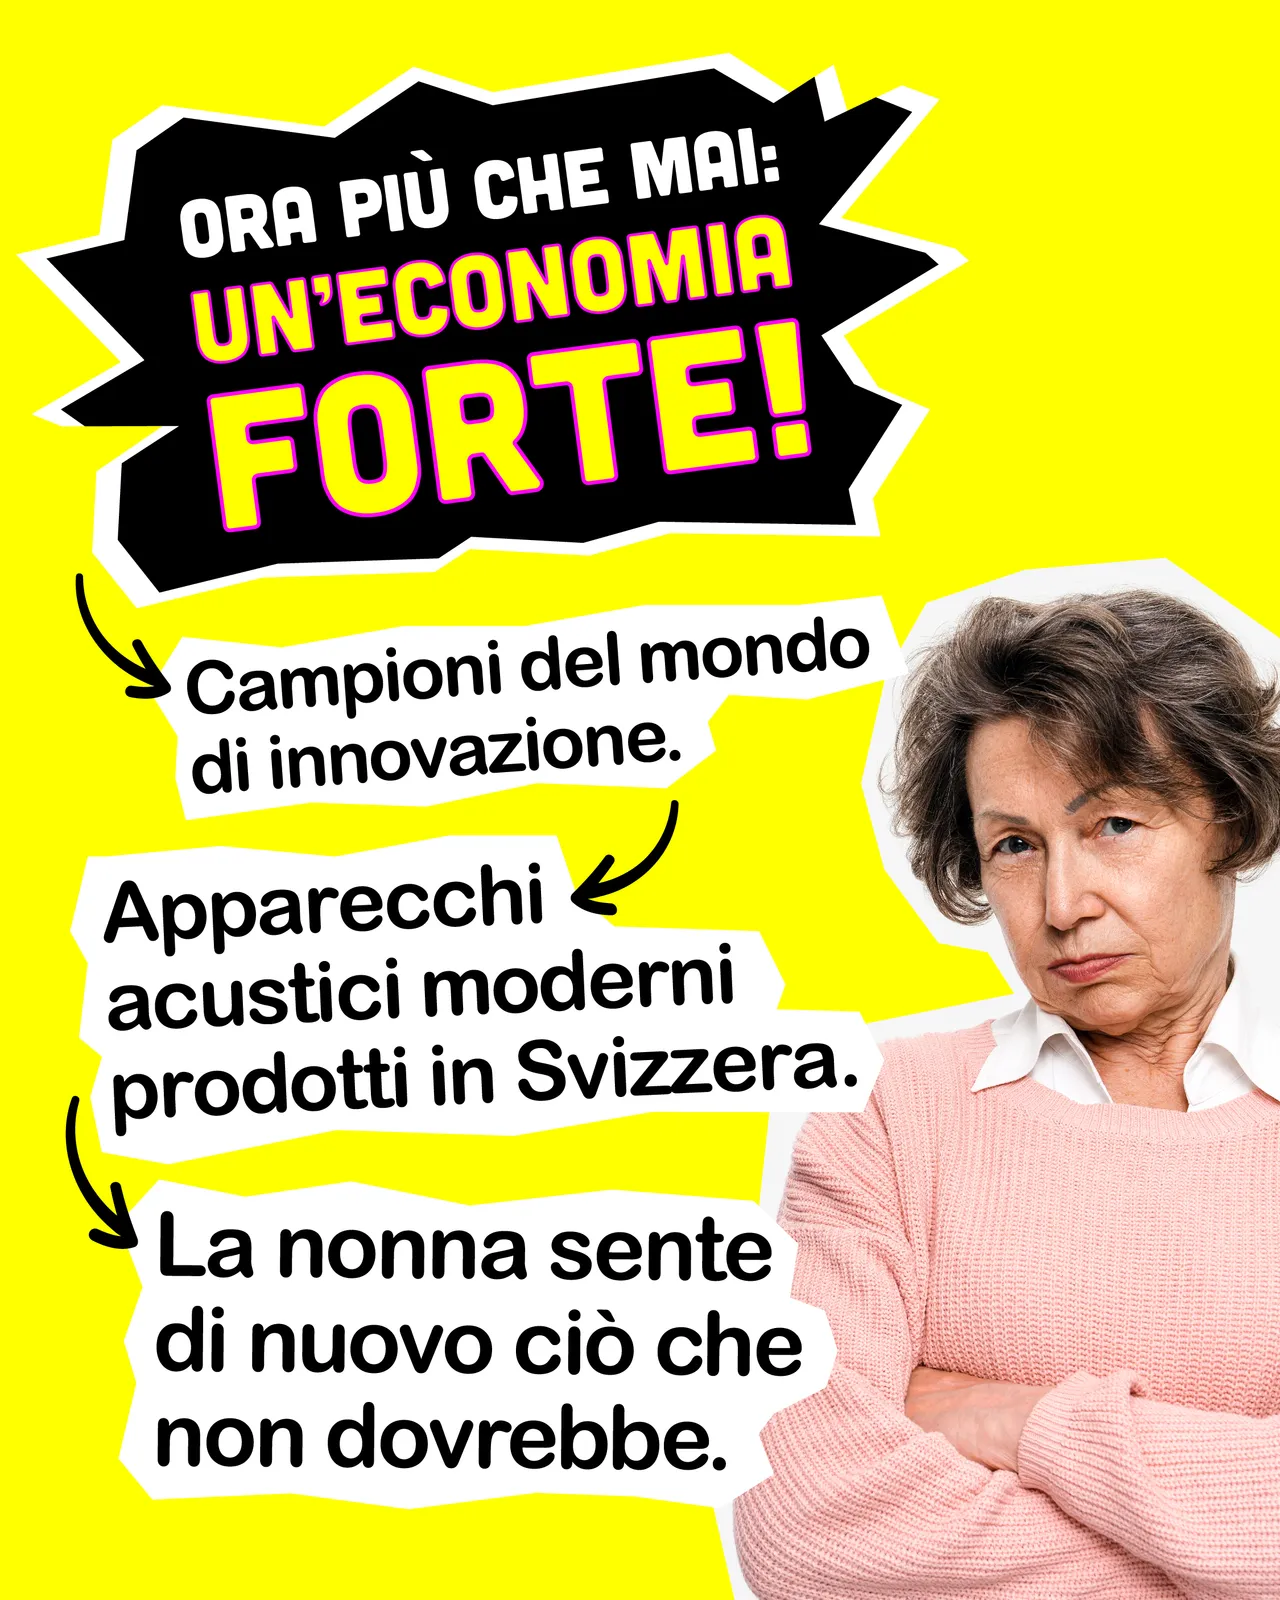 ORA PIÙ CHE MAI:
UN'ECONOMIA
FORTE!
Campioni del mondo
di innovazione.
Apparecchi
acustici moderni
prodotti in Svizzera.
La nonna sente
di nuovo ciò che
non dovrebbe.